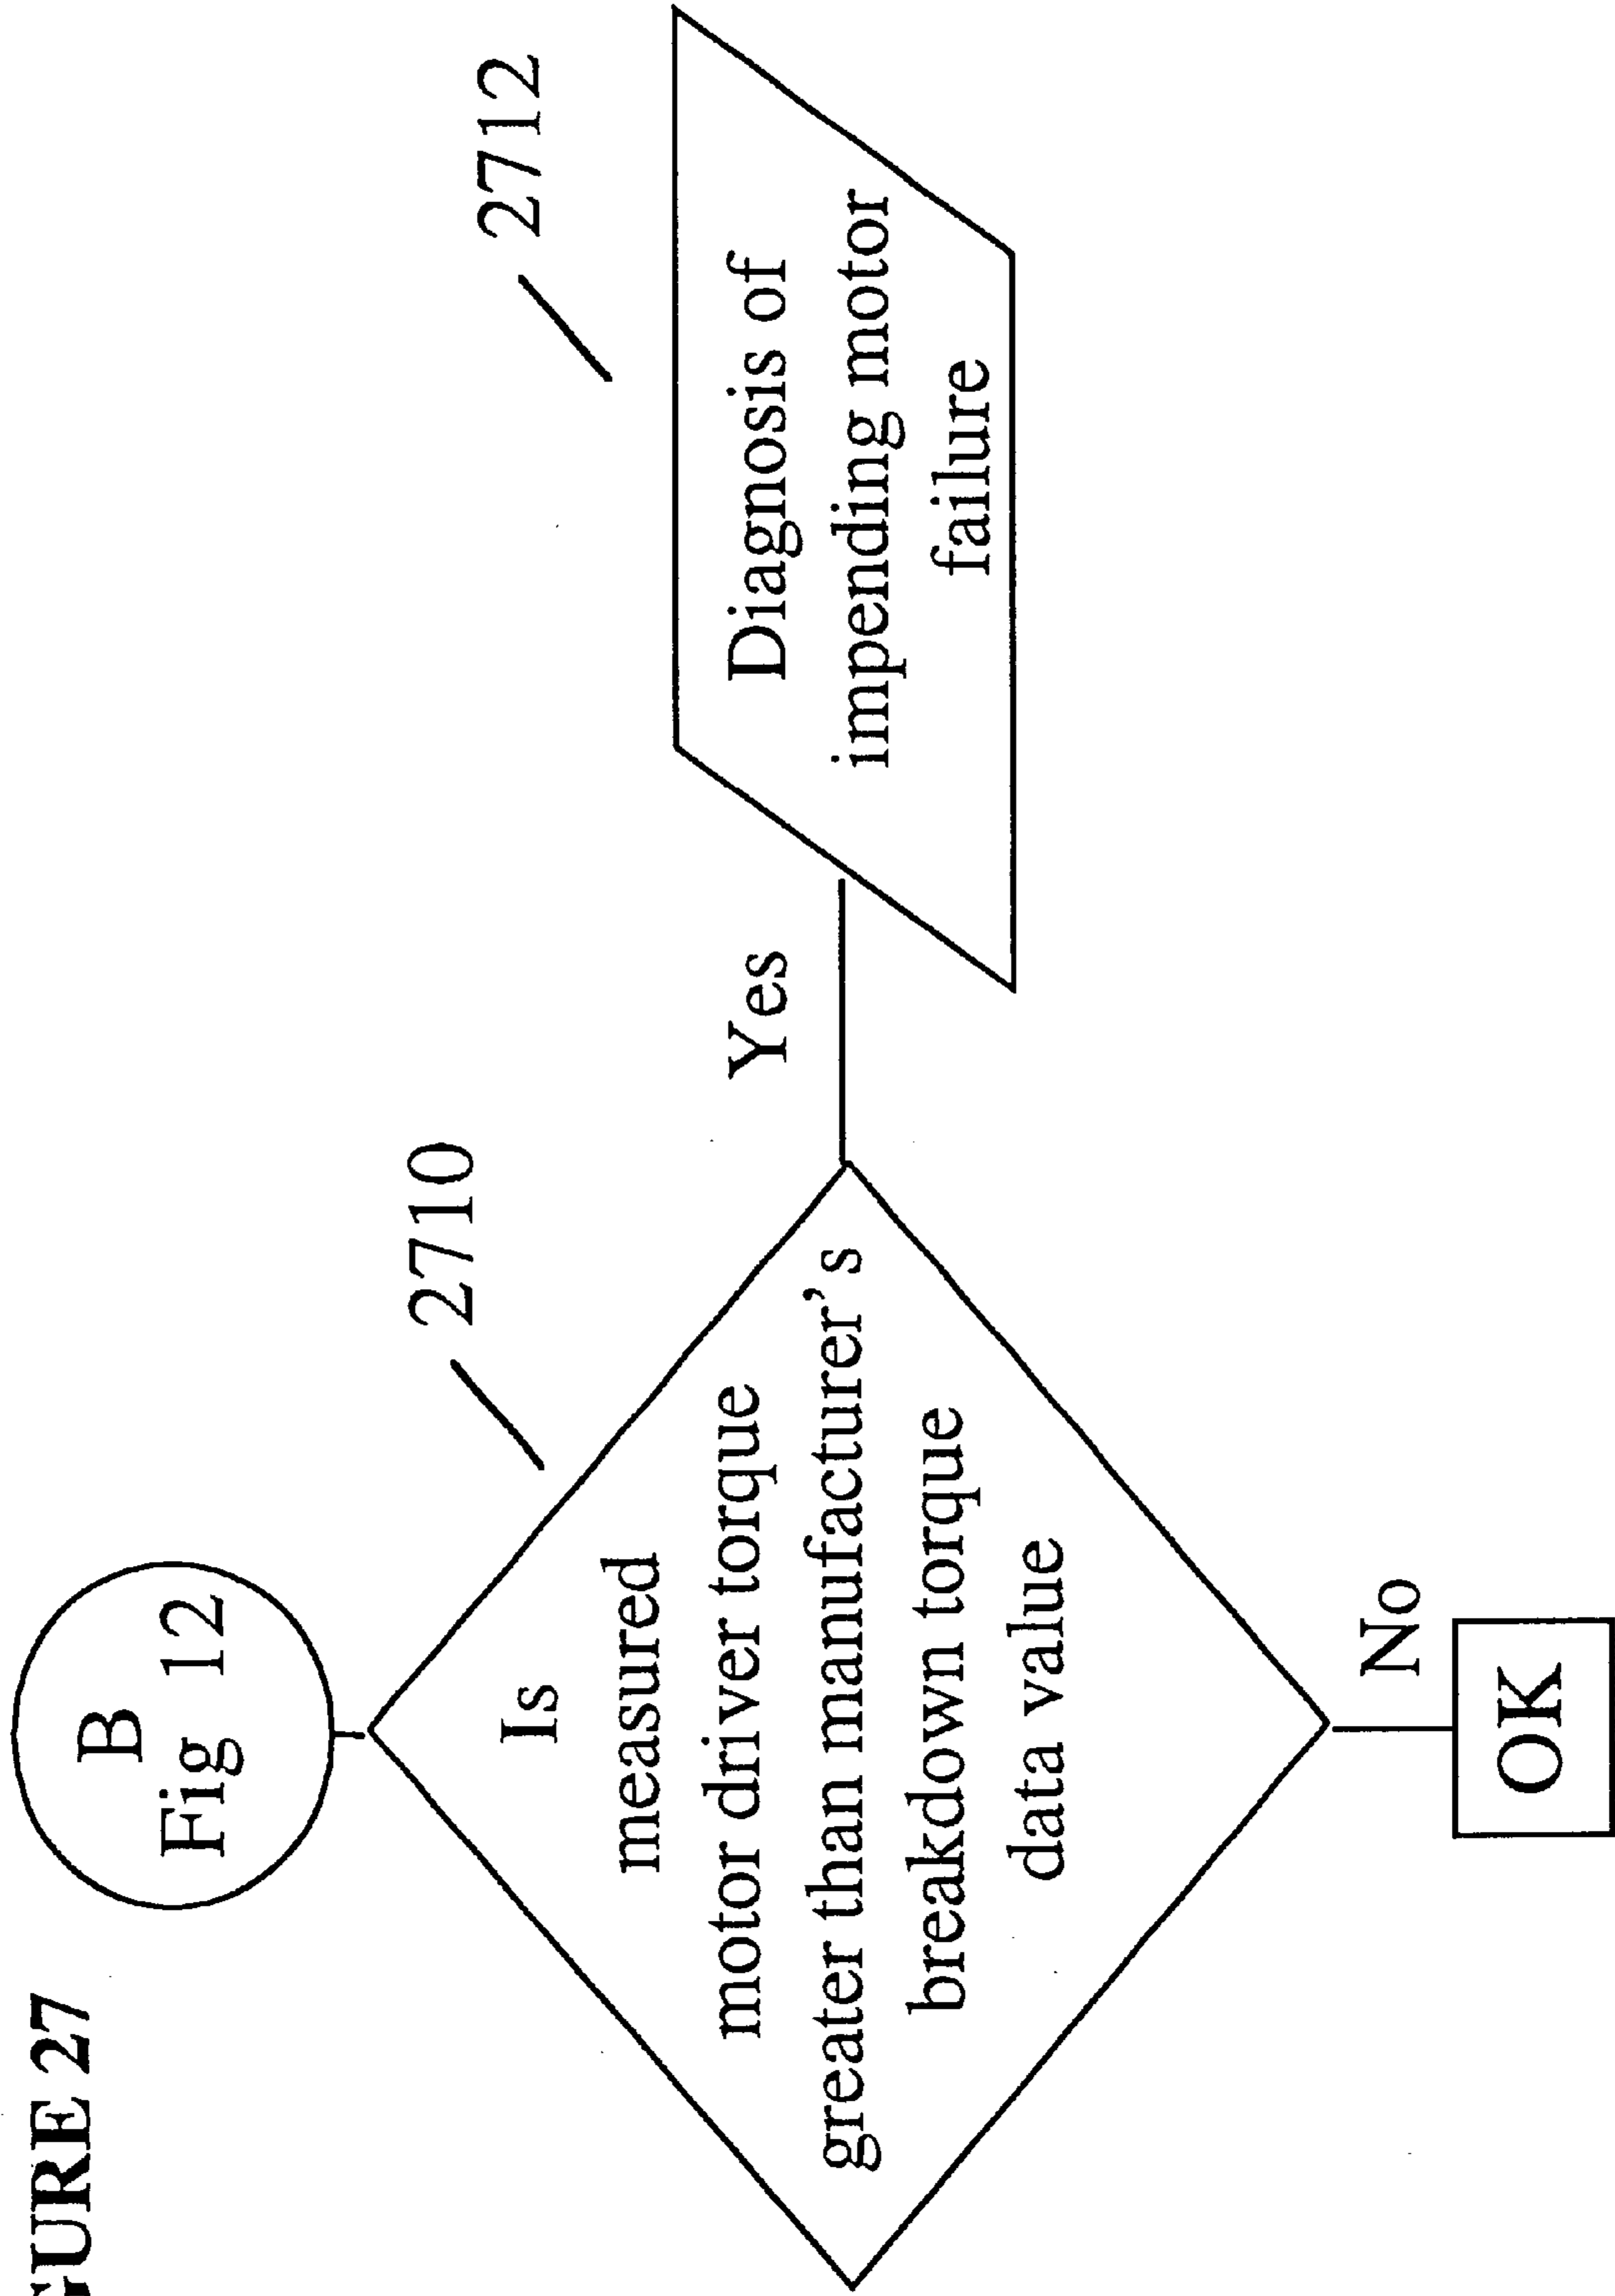 GURE 27
B
Fig 12
2710
Is
measured
motor driver torque
greater than manufacturer's
breakdown torque
data value
Yes
2712
Diagnosis of
impending motor
failure
No
OK